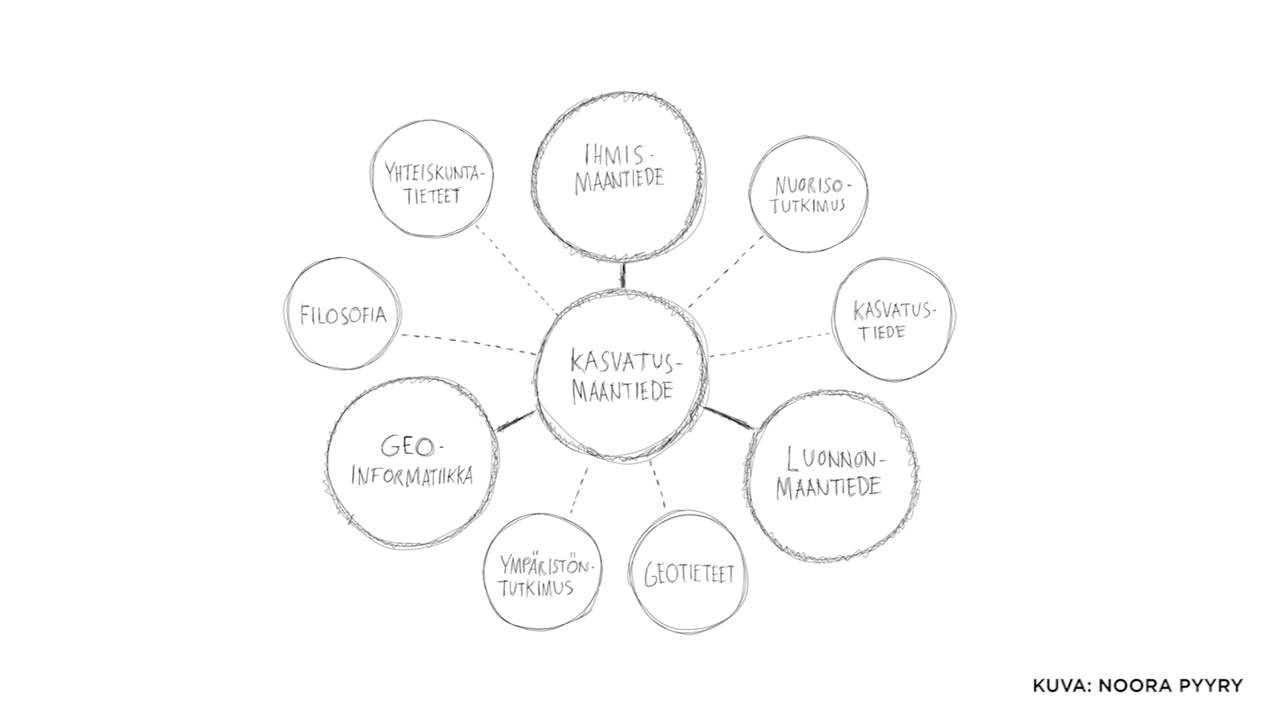 IHMIS-
MAANTIEDE
YHTEISKUNTA-
TIETEET
NUORISO-
TUTKIMUS
FILOSOFIA
KASVATUS-
TIEDE
KASVATUS-
MAANTIEDE
GEO-
INFORMATIIKKA
LUONNON-
MAANTIEDE
YMPÄRISTÖN-
TUTKIMUS
GEOTIETEET
KUVA: NOORA PYYRY